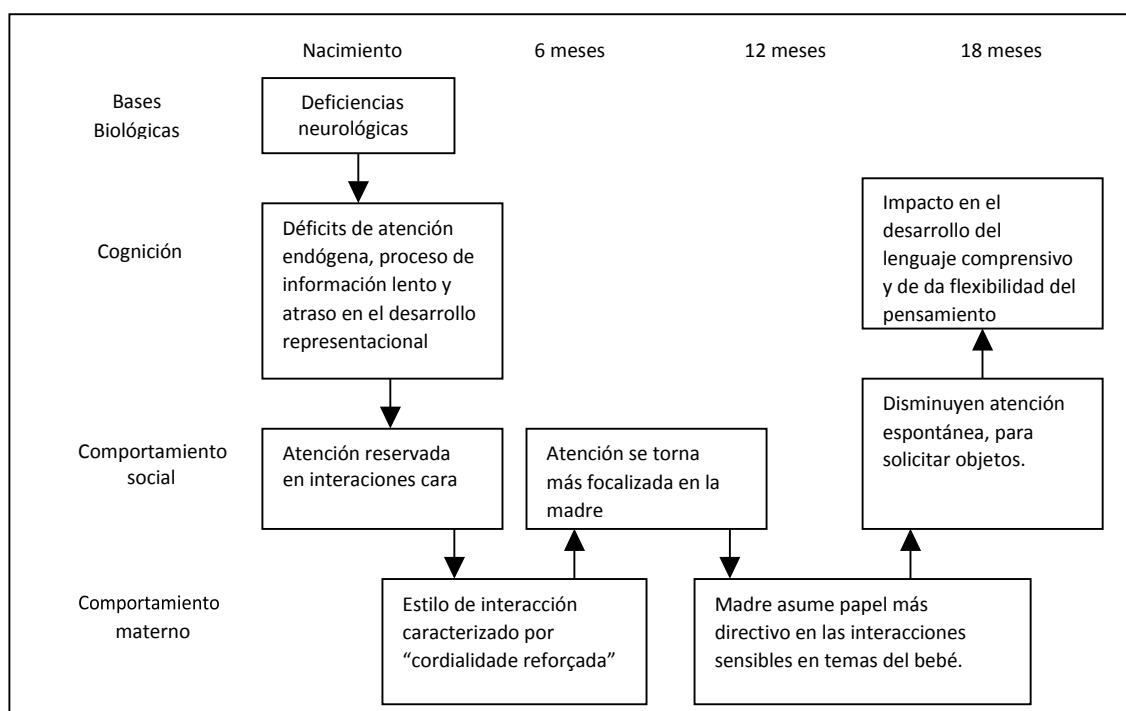 Nacimiento 6 meses 12 meses 18 meses
Bases
Biológicas
Deficiencias
neurológicas
Cognición
Déficits de atención
endógena, proceso de
información lento y
atraso en el desarrollo
representacional
Impacto en el
desarrollo del
lenguaje comprensivo
y de da flexibilidad del
pensamiento
Comportamiento
social
Atención reservada
en interaciones cara
Atención se torna
más focalizada en la
madre
Disminuyen atención
espontánea, para
solicitar objetos.
Comportamiento
materno
Estilo de interacción
caracterizado por
“cordialidade reforçada”
Madre asume papel más
directivo en las interacciones
sensibles en temas del bebé.